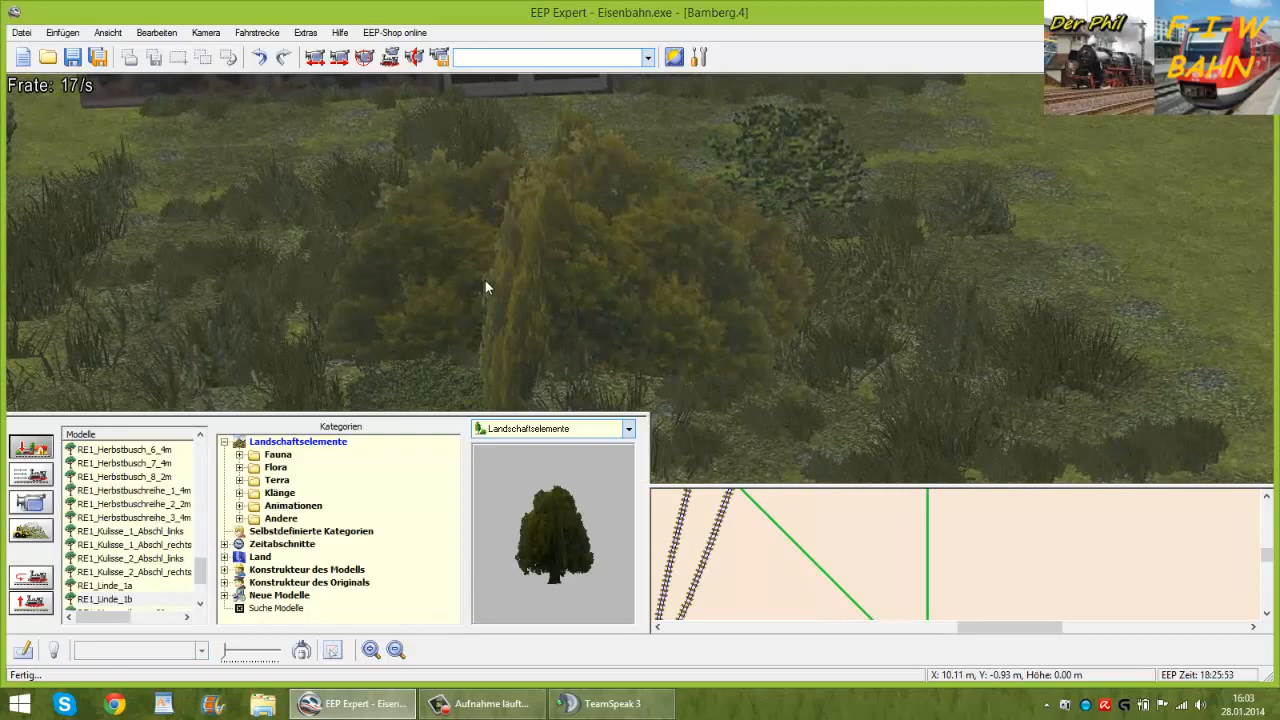 EEP Expert - Eisenbahn.exe - [Bamberg.4]
Datei Einfügen Ansicht Bearbeiten Kamera Fahrstrecke Extras Hilfe EEP-Shop online
Der Phil
F-I-W
BAHN
Frate: 17/s
Modelle
RE1_Herbstbusch_6_4m
RE1_Herbstbusch_7_4m
RE1_Herbstbusch_8_2m
RE1_Herbstbuschreihe_1_4m
RE1_Herbstbuschreihe_2_2m
RE1_Herbstbuschreihe_3_4m
RE1_Kulisse_1_Abschl_links
RE1_Kulisse_1_Abschl_rechts
RE1_Kulisse_2_Abschl_links
RE1_Kulisse_2_Abschl_rechts
RE1_Linde_1a
RE1_Linde_1b
Kategorien
Landschaftselemente
Fauna
Flora
Terra
Klänge
Animationen
Andere
Selbstdefinierte Kategorien
Zeitabschnitte
Land
Konstrukteur des Modells
Konstrukteur des Originals
Neue Modelle
Suche Modelle
Landschaftselemente
Fertig...
X: 10.11 m, Y: -0.93 m, Höhe: 0.00 m
EEP Zeit: 18:25:53
EEP Expert - Eisen...
Aufnahme läuft...
TeamSpeak 3
16:03
28.01.2014